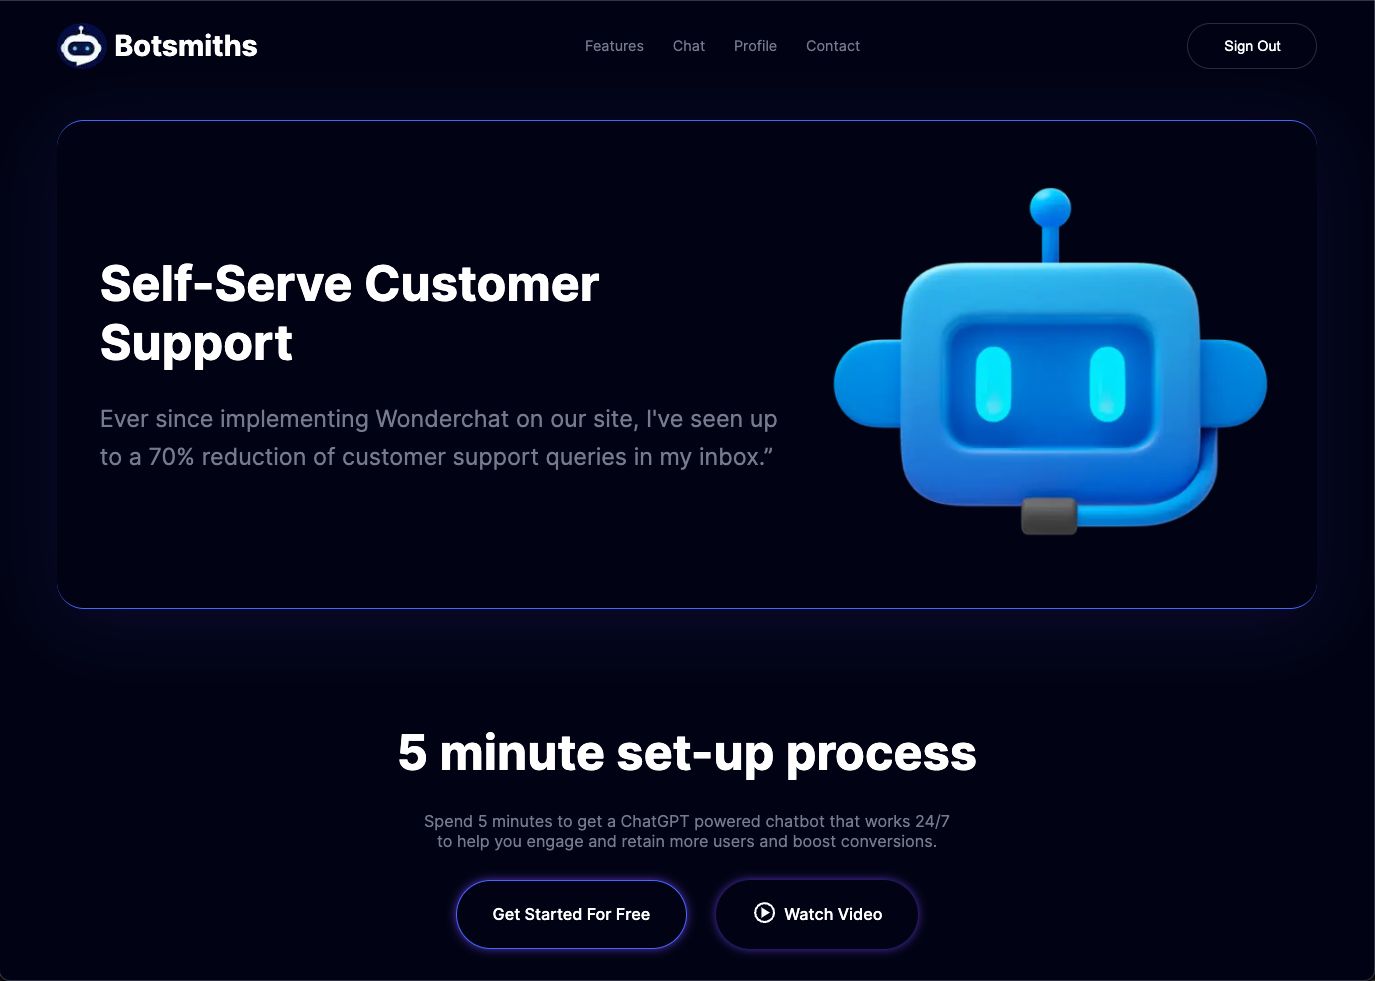 Botsmiths
Features
Chat
Profile
Contact
Sign Out
Self-Serve Customer
Support
Ever since implementing Wonderchat on our site, I've seen up
to a 70% reduction of customer support queries in my inbox.”
5 minute set-up process
Spend 5 minutes to get a ChatGPT powered chatbot that works 24/7
to help you engage and retain more users and boost conversions.
Get Started For Free
Watch Video